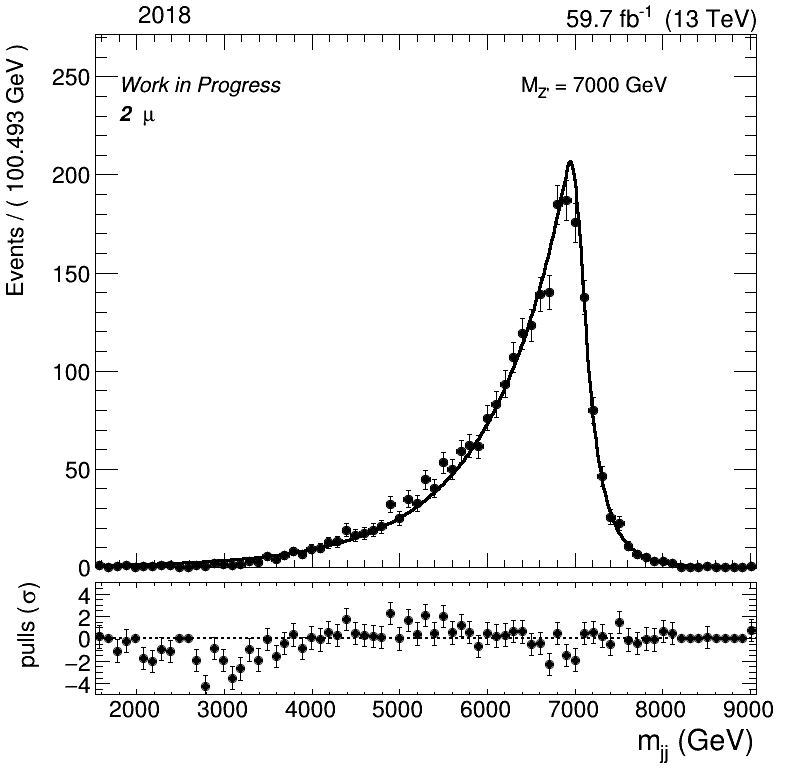 2018 59.7 fb⁻¹ (13 TeV)
Events / ( 100.493 GeV )
250
200
150
100
50
0
Work in Progress
2 μ
M_Z' = 7000 GeV
pulls (σ)
4
2
0
−2
−4
2000 3000 4000 5000 6000 7000 8000 9000
m_jj (GeV)